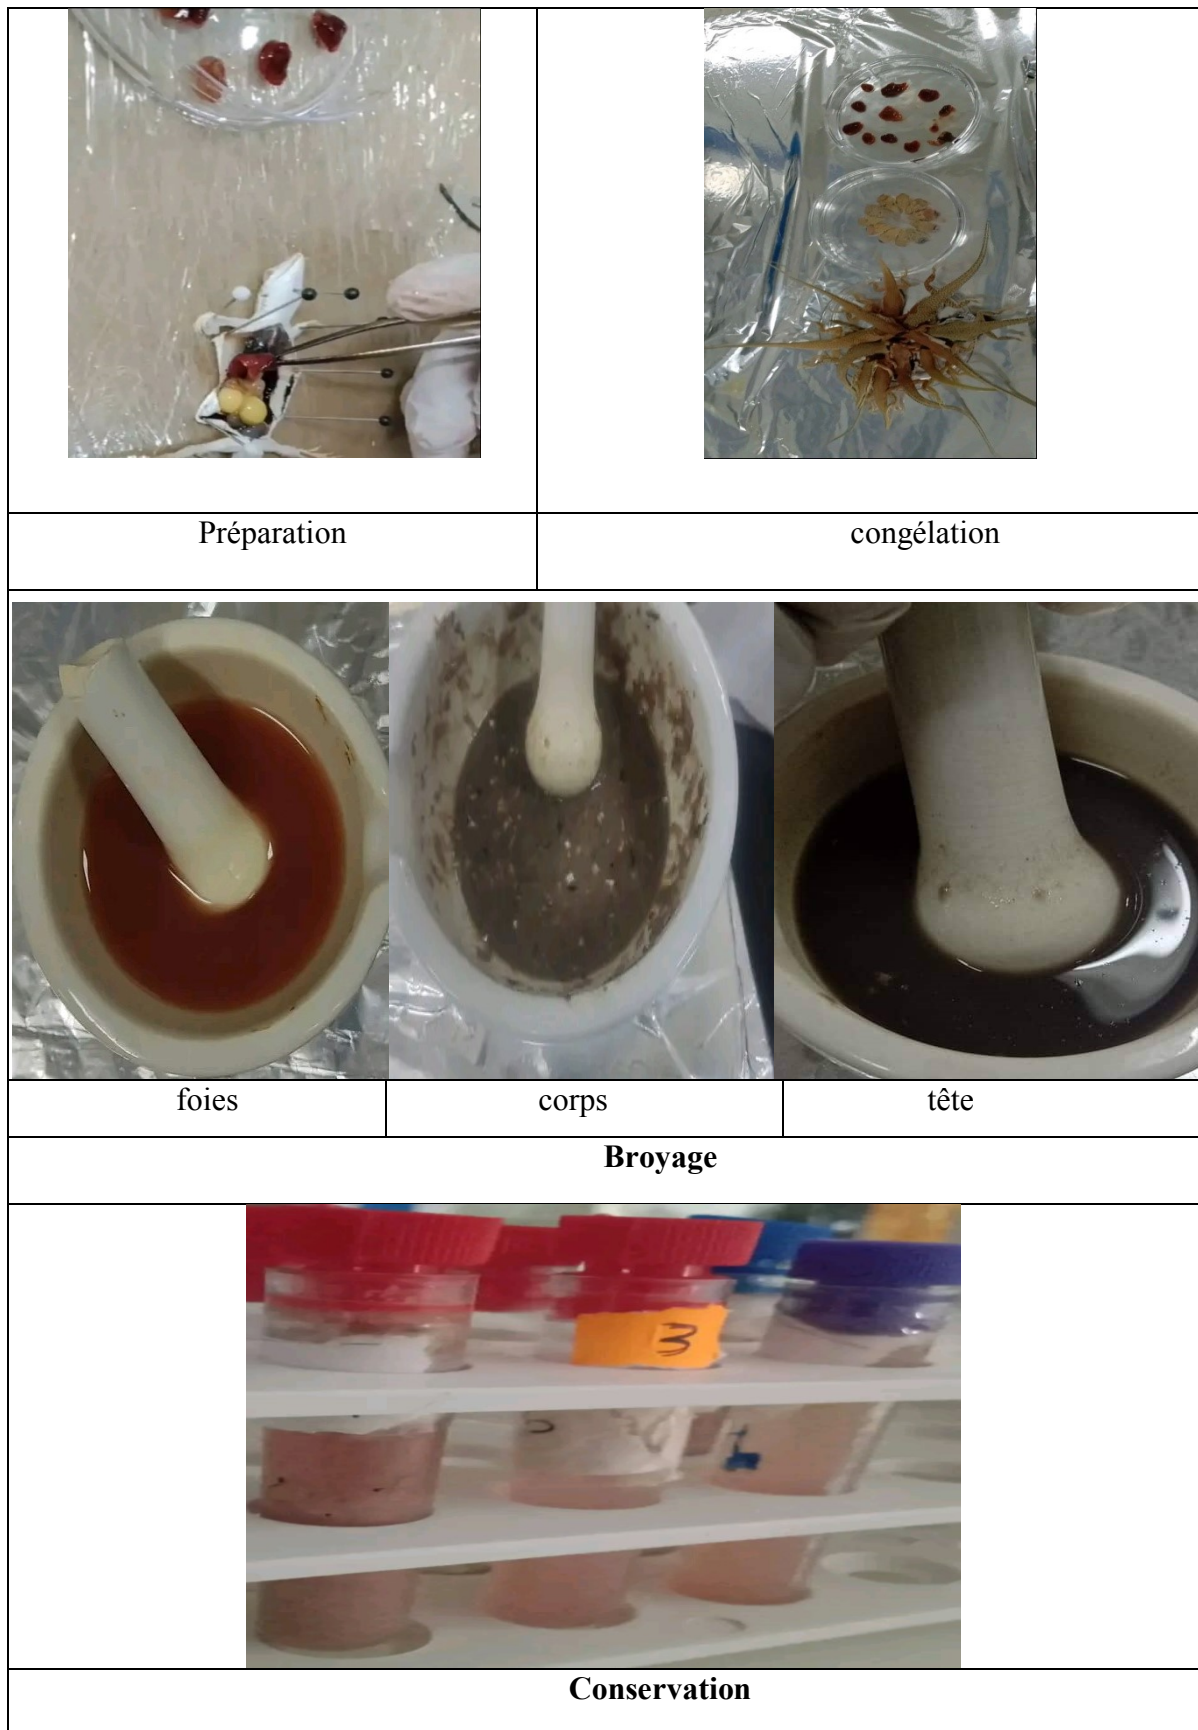 Préparation
congélation
foies
corps
tête
Broyage
3
Conservation